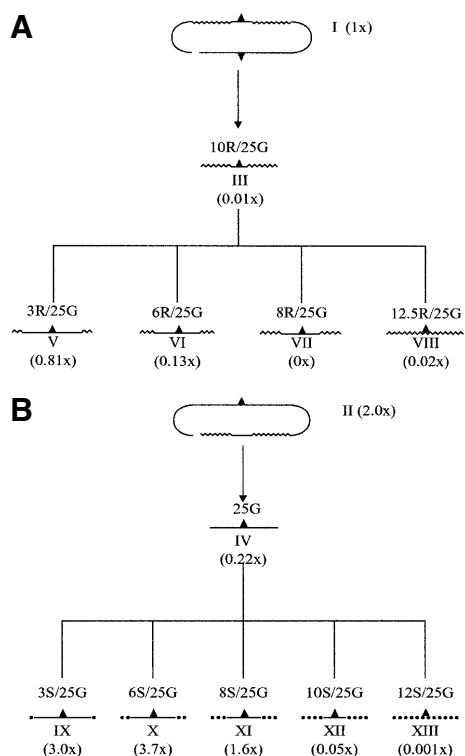 A
I (1x)
10R/25G
III
(0.01x)
3R/25G 6R/25G 8R/25G 12.5R/25G
V VI VII VIII
(0.81x) (0.13x) (0x) (0.02x)
B
II (2.0x)
25G
IV
(0.22x)
3S/25G 6S/25G 8S/25G 10S/25G 12S/25G
IX X XI XII XIII
(3.0x) (3.7x) (1.6x) (0.05x) (0.001x)